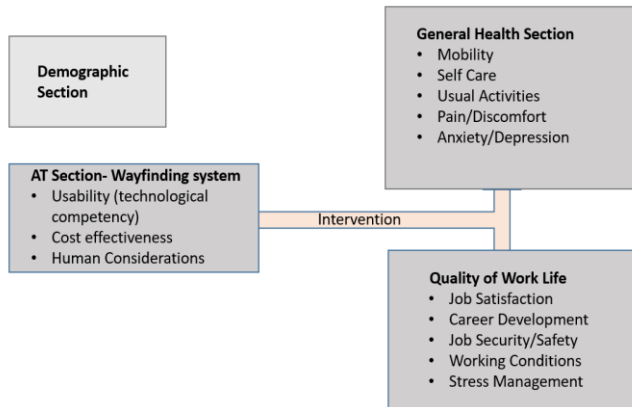 Demographic
Section
General Health Section
• Mobility
• Self Care
• Usual Activities
• Pain/Discomfort
• Anxiety/Depression
AT Section- Wayfinding system
• Usability (technological
competency)
• Cost effectiveness
• Human Considerations
Intervention
Quality of Work Life
• Job Satisfaction
• Career Development
• Job Security/Safety
• Working Conditions
• Stress Management